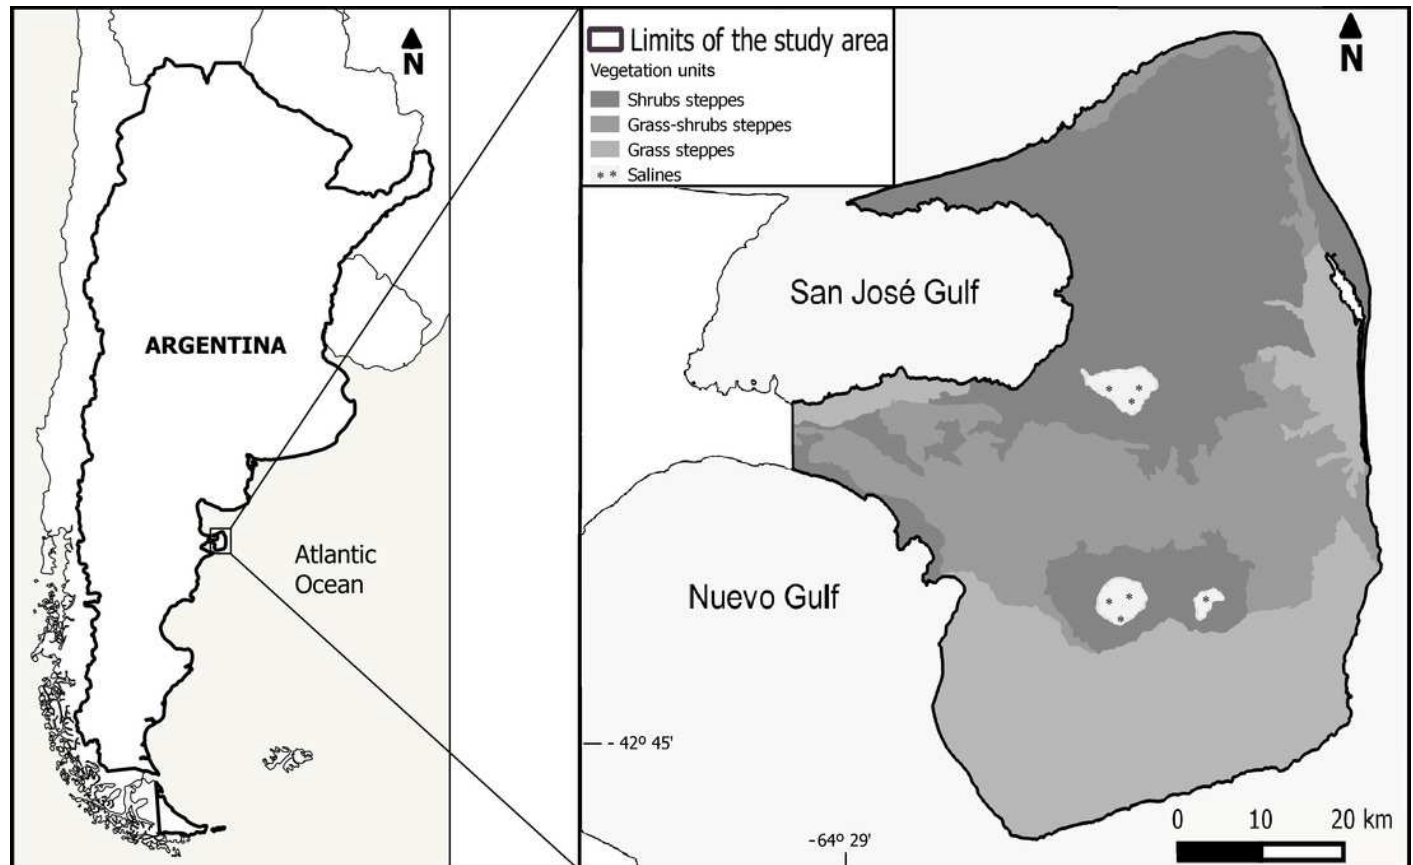 N
ARGENTINA
Atlantic
Ocean
Limits of the study area
Vegetation units
Shrubs steppes
Grass-shrubs steppes
Grass steppes
Salines
N
San José Gulf
Nuevo Gulf
- 42º 45'
-64º 29'
0 10 20 km